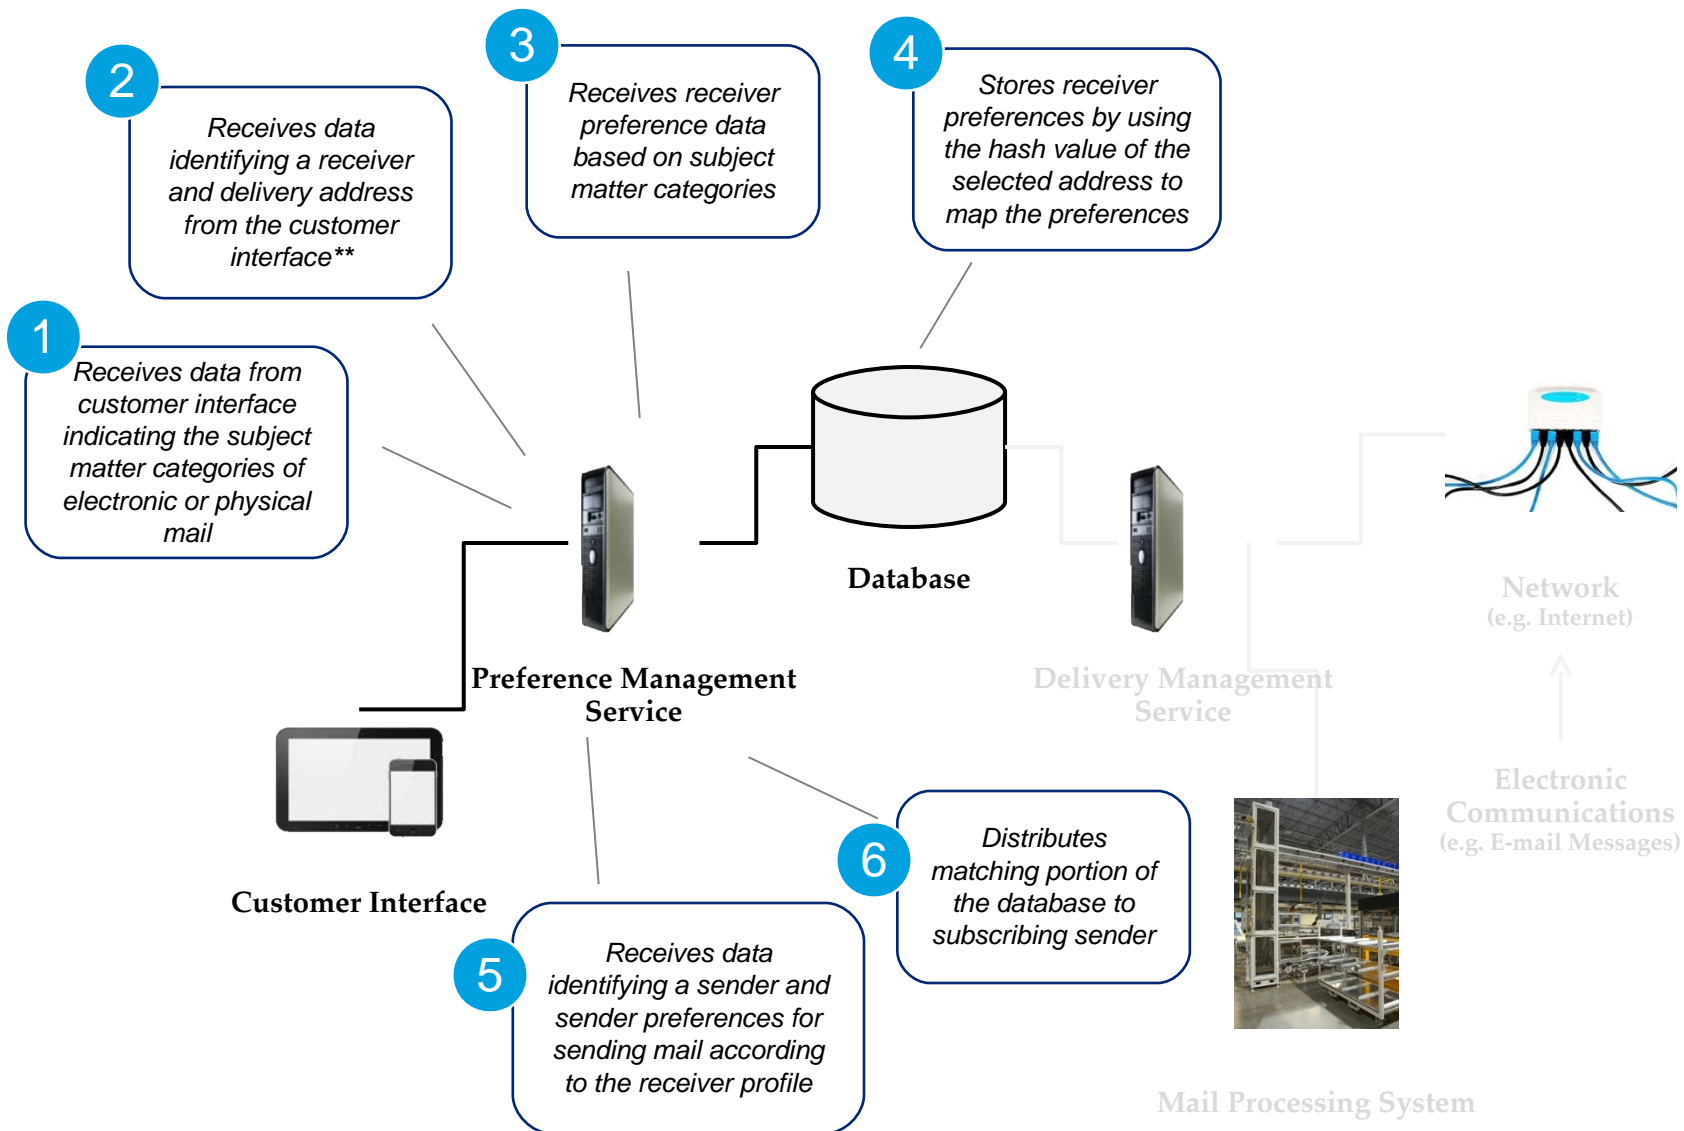 1
Receives data from
customer interface
indicating the subject
matter categories of
electronic or physical
mail
2
Receives data
identifying a receiver
and delivery address
from the customer
interface**
3
Receives receiver
preference data
based on subject
matter categories
4
Stores receiver
preferences by using
the hash value of the
selected address to
map the preferences
Database
Network
(e.g. Internet)
Preference Management
Service
Delivery Management
Service
Electronic
Communications
(e.g. E-mail Messages)
Customer Interface
5
Receives data
identifying a sender and
sender preferences for
sending mail according
to the receiver profile
6
Distributes
matching portion of
the database to
subscribing sender
Mail Processing System